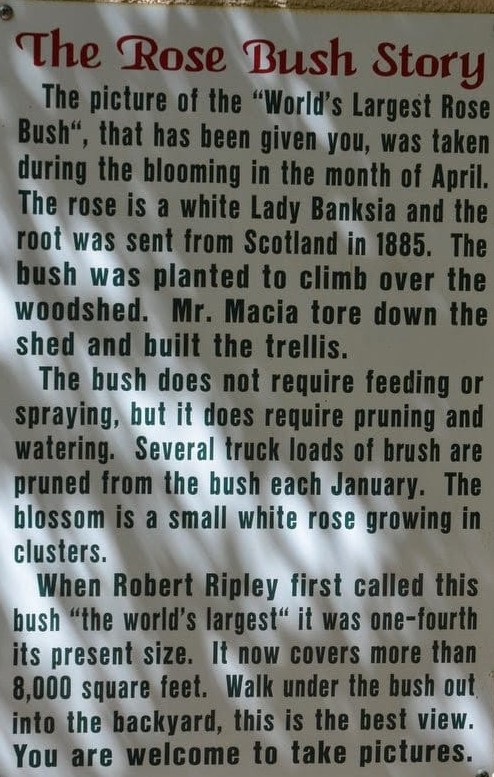 The Rose Bush Story
The picture of the “World's Largest Rose
Bush“, that has been given you, was taken
during the blooming in the month of April.
The rose is a white Lady Banksia and the
root was sent from Scotland in 1885. The
bush was planted to climb over the
woodshed. Mr. Macia tore down the
shed and built the trellis.
The bush does not require feeding or
spraying, but it does require pruning and
watering. Several truck loads of brush are
pruned from the bush each January. The
blossom is a small white rose growing in
clusters.
When Robert Ripley first called this
bush “the world's largest“ it was one-fourth
its present size. It now covers more than
8,000 square feet. Walk under the bush out
into the backyard, this is the best view.
You are welcome to take pictures.